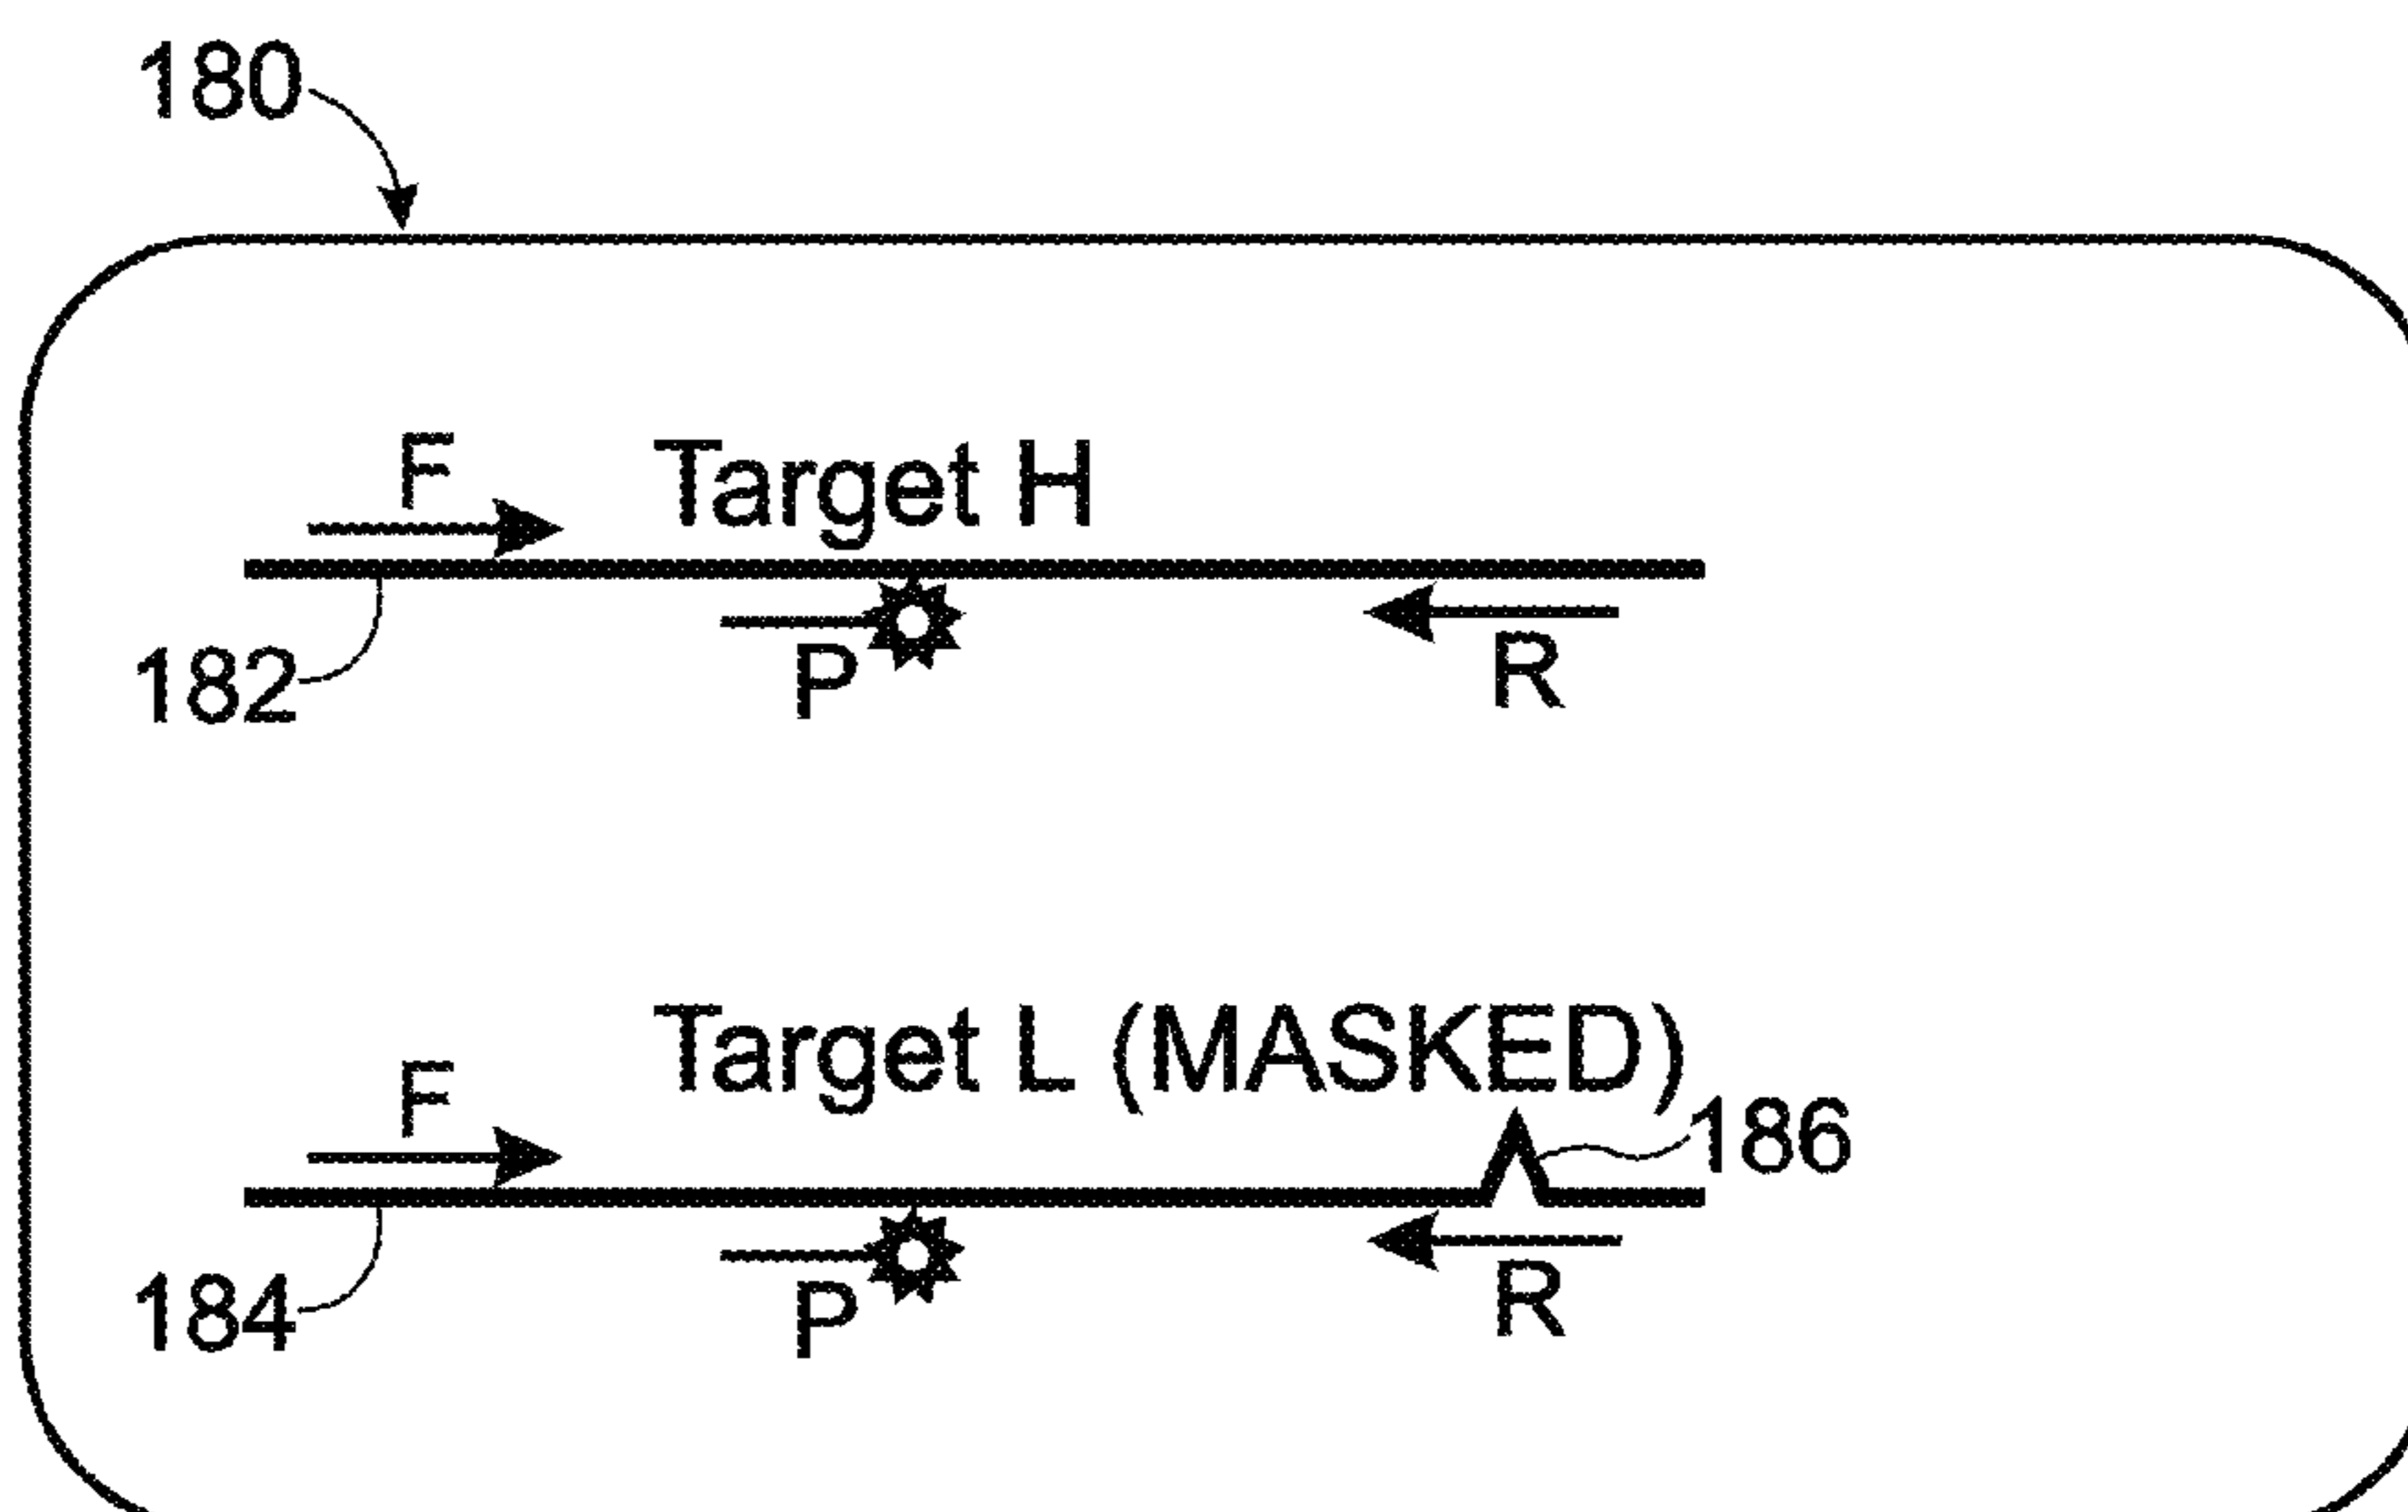 180
F Target H
182 P R
Target L (MASKED)
F 186
184 P R